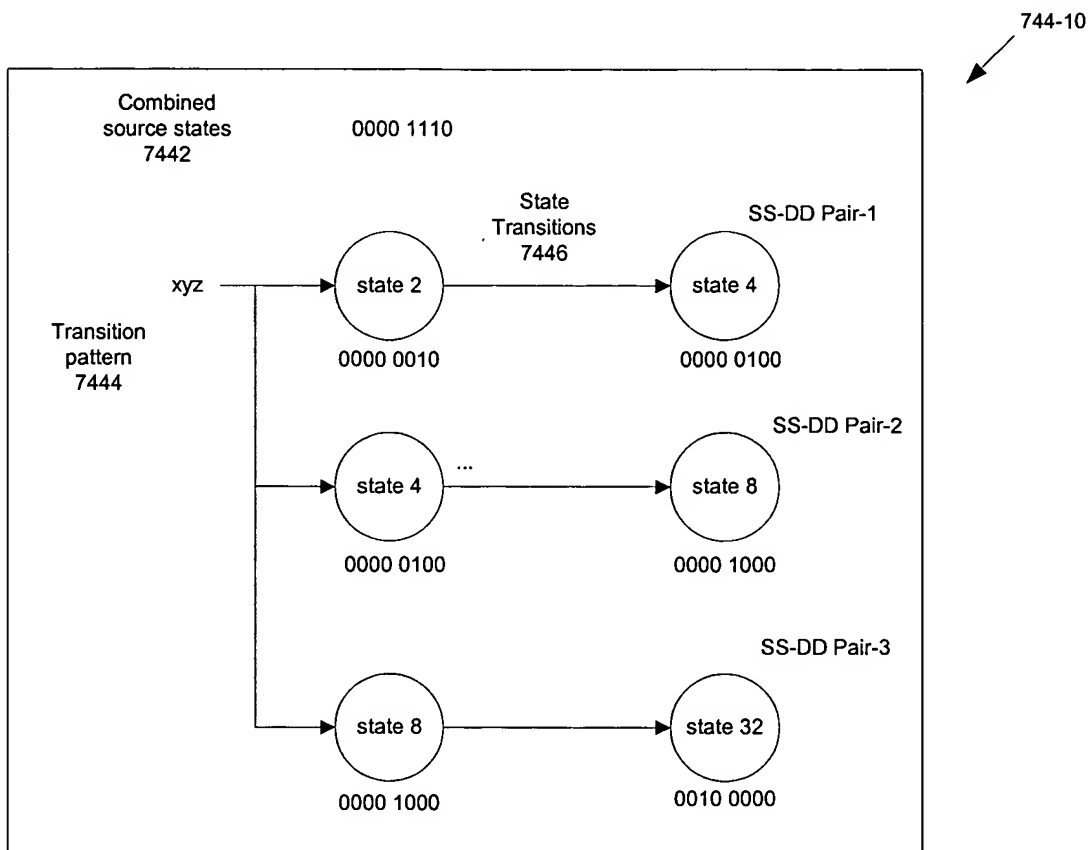 744-10
Combined
source states
7442
0000 1110
State
Transitions
7446
SS-DD Pair-1
xyz
state 2
state 4
Transition
pattern
7444
0000 0010
0000 0100
SS-DD Pair-2
state 4
...
state 8
0000 0100
0000 1000
SS-DD Pair-3
state 8
state 32
0000 1000
0010 0000